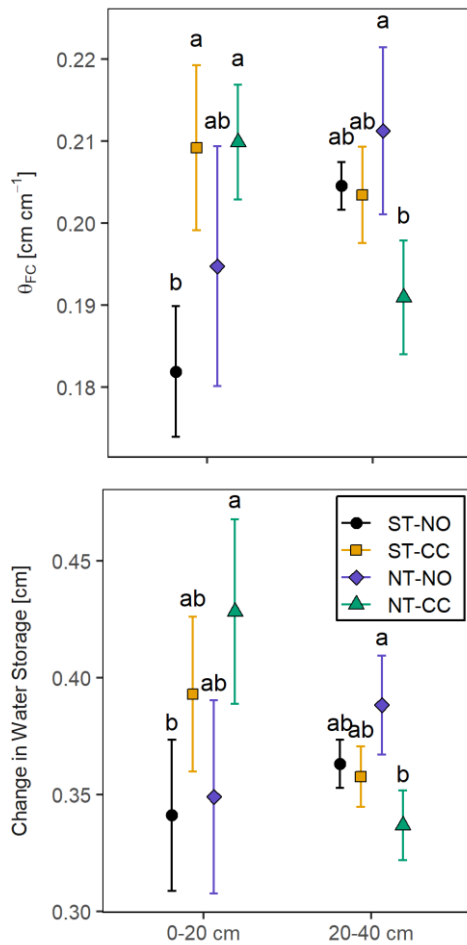 0.22
0.21
0.20
0.19
0.18
θFC [cm cm⁻¹]
a
a
ab
b
a
ab
ab
b
0.45
0.40
0.35
0.30
Change in Water Storage [cm]
ST-NO
ST-CC
NT-NO
NT-CC
a
ab
ab
b
a
ab
ab
b
0-20 cm
20-40 cm